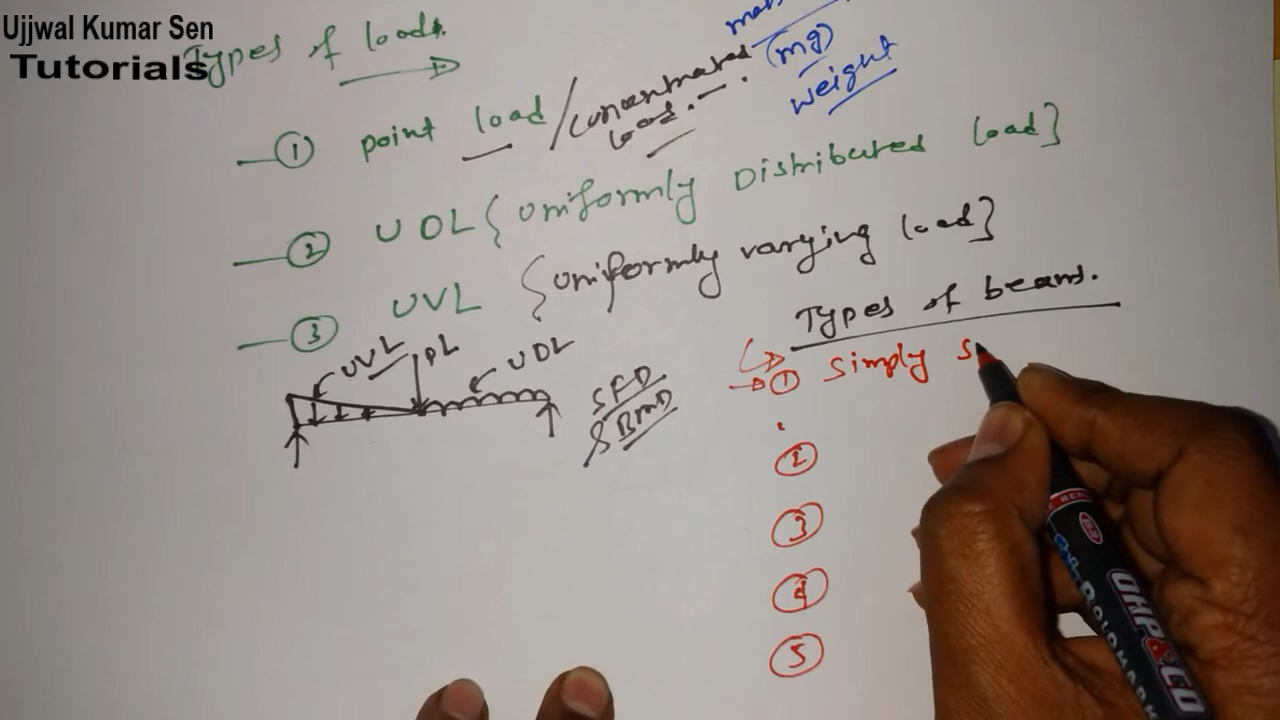 Ujjwal Kumar Sen
Tutorials
Types of loads.
(mg)
weight
① point load / concentrated
load.
② UDL { Uniformly Distributed load }
③ UVL { uniformly varying load }
UVL PL UDL
SFD
& BMD
Types of beams.
① Simply S
②
③
④
⑤
OHP & CD